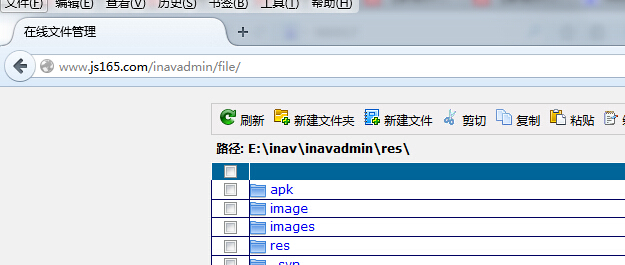 文件(F) 编辑(E) 查看(V) 历史(S) 书签(B) 工具(T) 帮助(H)
在线文件管理
www.js165.com/inavadmin/file/
刷新 新建文件夹 新建文件 剪切 复制 粘贴
路径: E:\inav\inavadmin\res\
apk
image
images
res